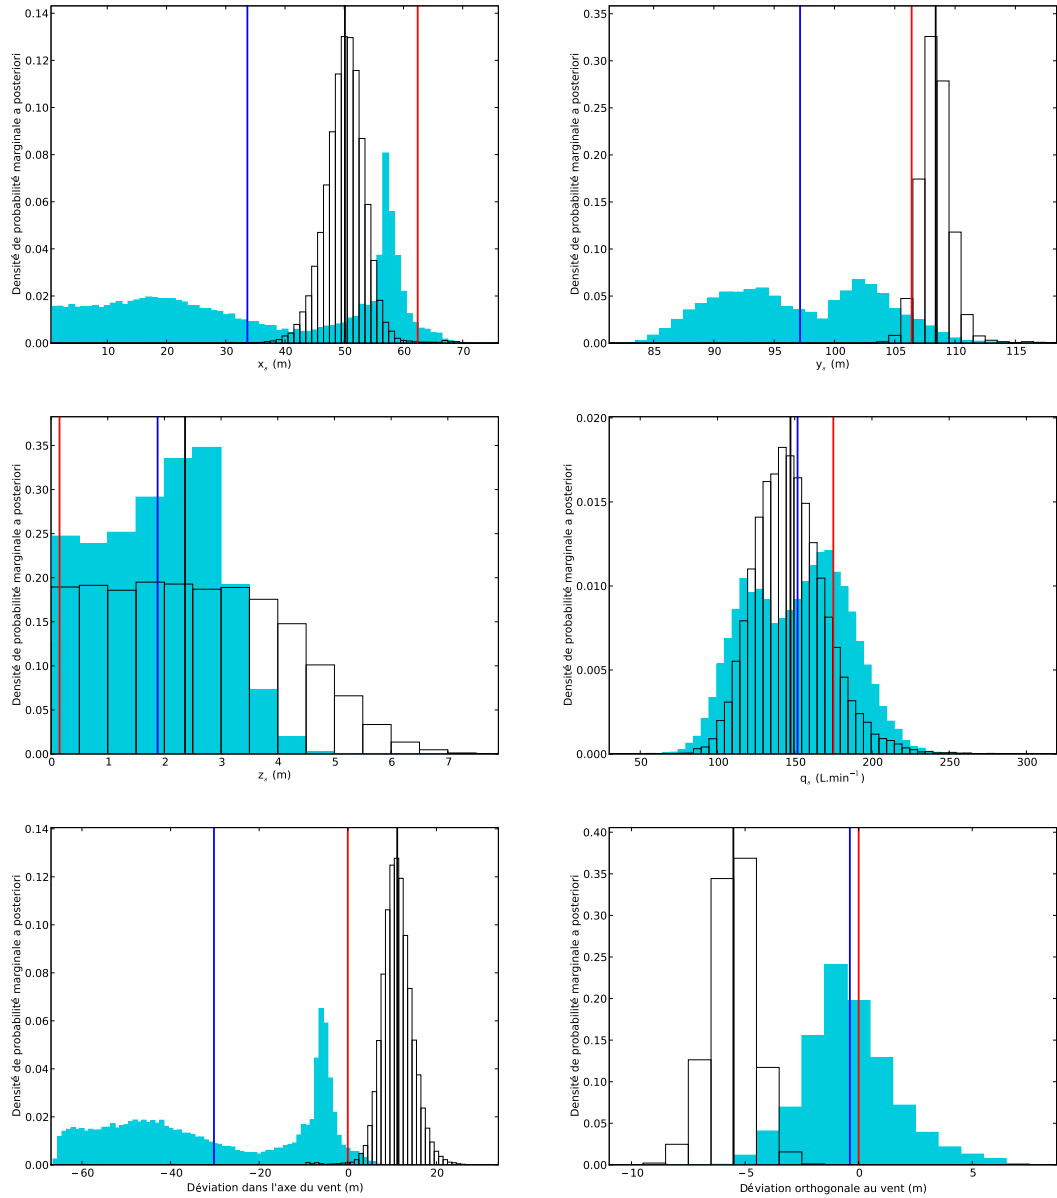 0.14
0.12
0.10
0.08
0.06
0.04
0.02
0.00
Densité de probabilité marginale a posteriori
10 20 30 40 50 60 70
x_s (m)
0.35
0.30
0.25
0.20
0.15
0.10
0.05
0.00
Densité de probabilité marginale a posteriori
85 90 95 100 105 110 115
y_s (m)
0.35
0.30
0.25
0.20
0.15
0.10
0.05
0.00
Densité de probabilité marginale a posteriori
0 1 2 3 4 5 6 7
z_s (m)
0.020
0.015
0.010
0.005
0.000
Densité de probabilité marginale a posteriori
50 100 150 200 250 300
q_s (L.min⁻¹)
0.14
0.12
0.10
0.08
0.06
0.04
0.02
0.00
Densité de probabilité marginale a posteriori
−60 −40 −20 0 20
Déviation dans l'axe du vent (m)
0.40
0.35
0.30
0.25
0.20
0.15
0.10
0.05
0.00
Densité de probabilité marginale a posteriori
−10 −5 0 5
Déviation orthogonale au vent (m)